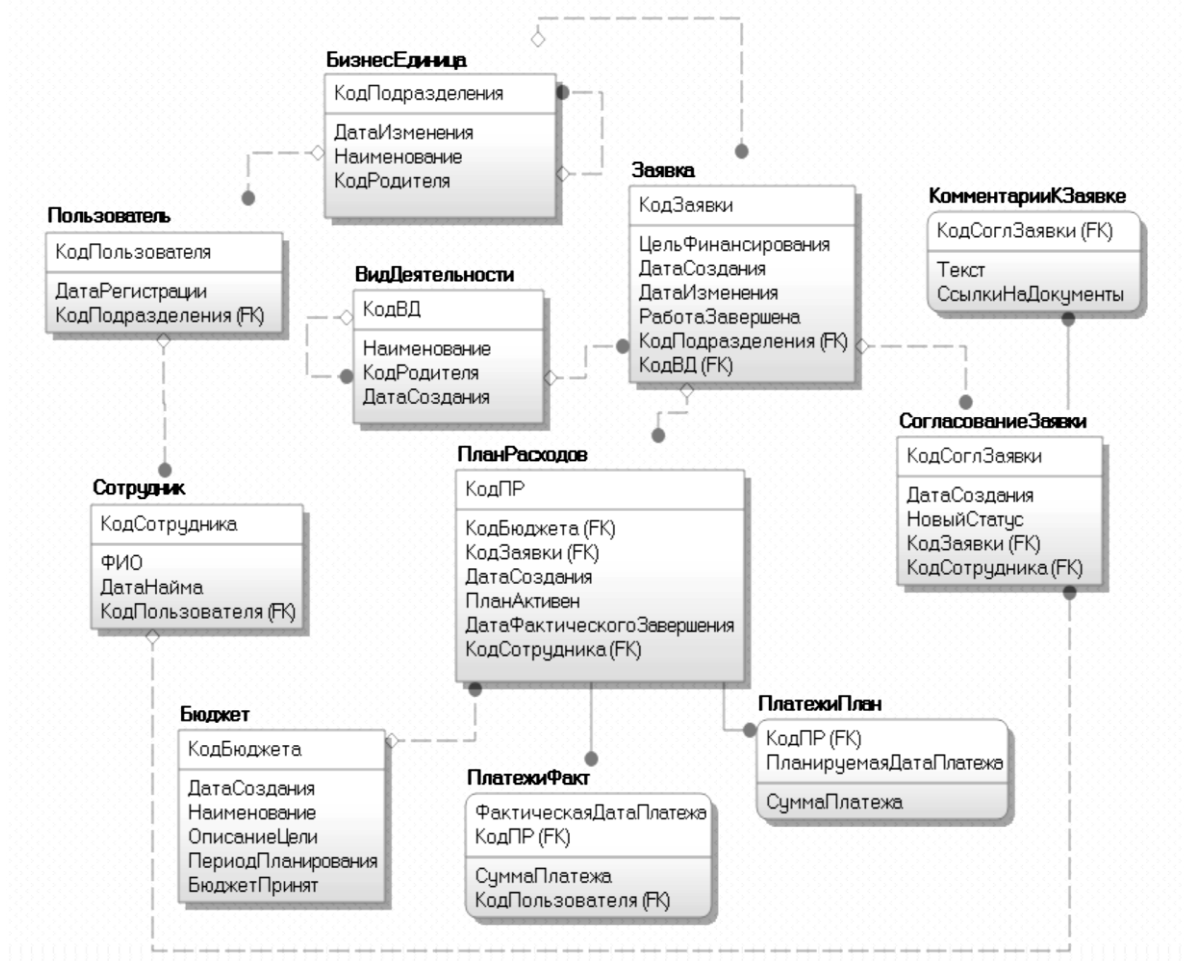 БизнесЕдиница
КодПодразделения
ДатаИзменения
Наименование
КодРодителя
Заявка
КодЗаявки
ЦельФинансирования
ДатаСоздания
ДатаИзменения
РаботаЗавершена
КодПодразделения (FK)
КодВД (FK)
КомментарииКЗаявке
КодСоглЗаявки (FK)
Текст
СсылкиНаДокументы
Пользователь
КодПользователя
ДатаРегистрации
КодПодразделения (FK)
ВидДеятельности
КодВД
Наименование
КодРодителя
ДатаСоздания
СогласованиеЗаявки
КодСоглЗаявки
ДатаСоздания
НовыйСтатус
КодЗаявки (FK)
КодСотрудника (FK)
ПланРасходов
КодПР
КодБюджета (FK)
КодЗаявки (FK)
ДатаСоздания
ПланАктивен
ДатаФактическогоЗавершения
КодСотрудника (FK)
Сотрудник
КодСотрудника
ФИО
ДатаНайма
КодПользователя (FK)
Бюджет
КодБюджета
ДатаСоздания
Наименование
ОписаниеЦели
ПериодПланирования
БюджетПринят
ПлатежиФакт
ФактическаяДатаПлатежа
КодПР (FK)
СуммаПлатежа
КодПользователя (FK)
ПлатежиПлан
КодПР (FK)
ПланируемаяДатаПлатежа
СуммаПлатежа